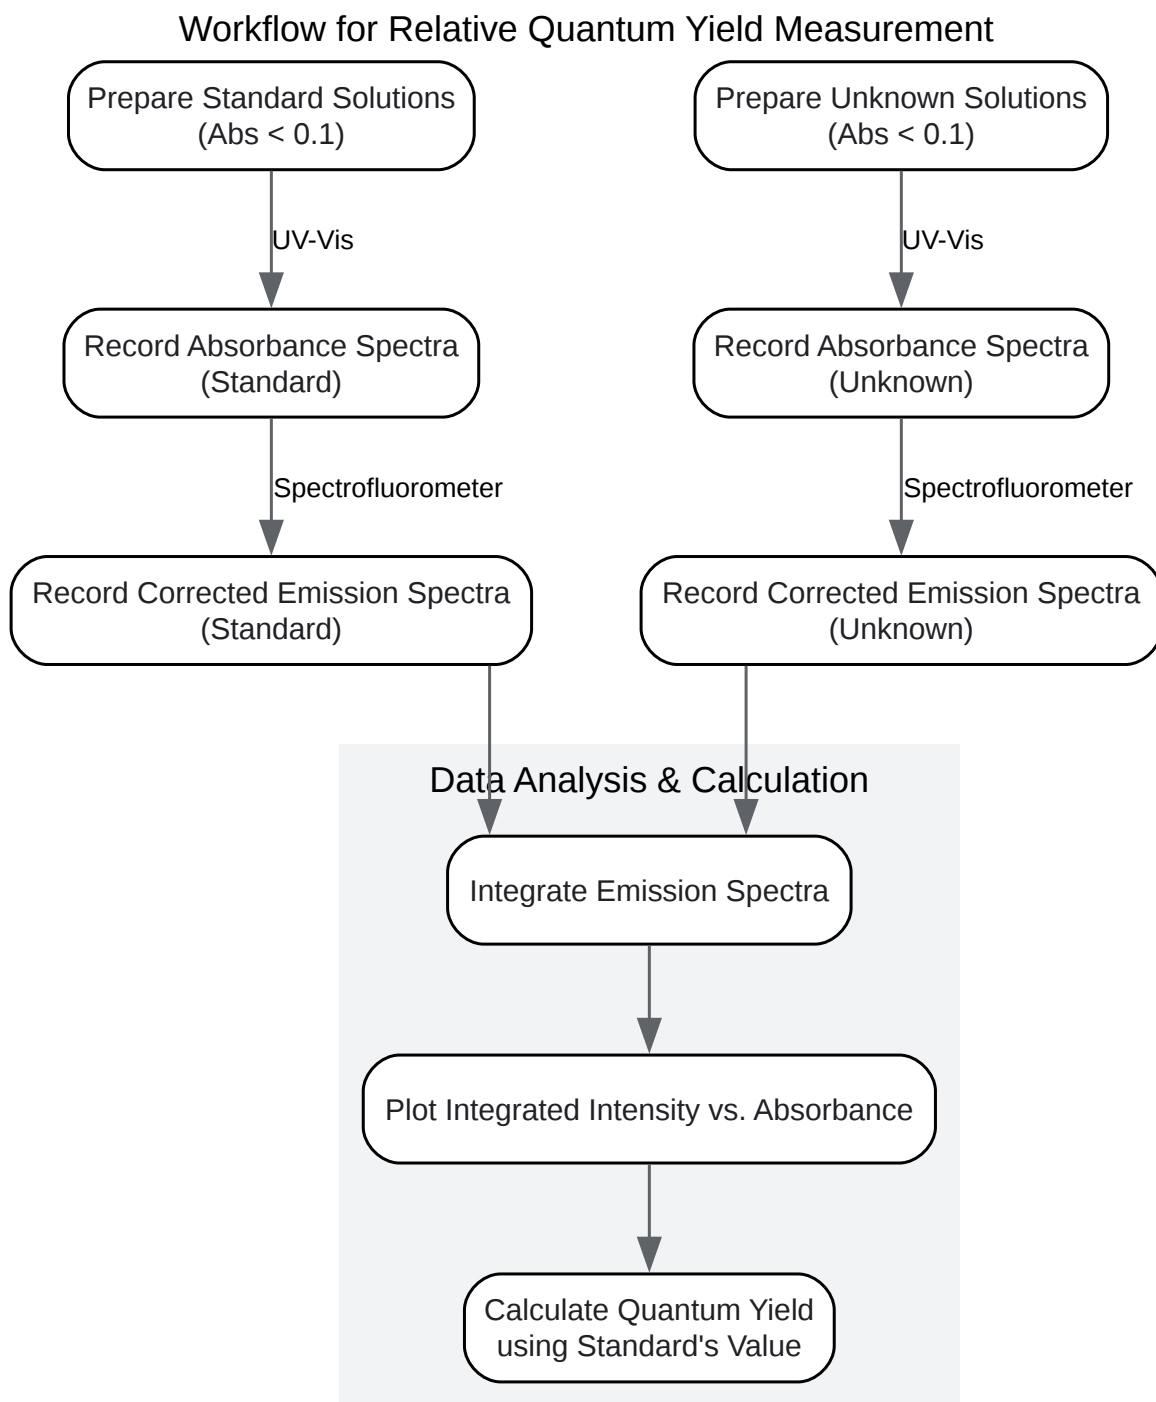 Workflow for Relative Quantum Yield Measurement
Prepare Standard Solutions
(Abs < 0.1)
Prepare Unknown Solutions
(Abs < 0.1)
UV-Vis
UV-Vis
Record Absorbance Spectra
(Standard)
Record Absorbance Spectra
(Unknown)
Spectrofluorometer
Spectrofluorometer
Record Corrected Emission Spectra
(Standard)
Record Corrected Emission Spectra
(Unknown)
Data Analysis & Calculation
Integrate Emission Spectra
Plot Integrated Intensity vs. Absorbance
Calculate Quantum Yield
using Standard's Value